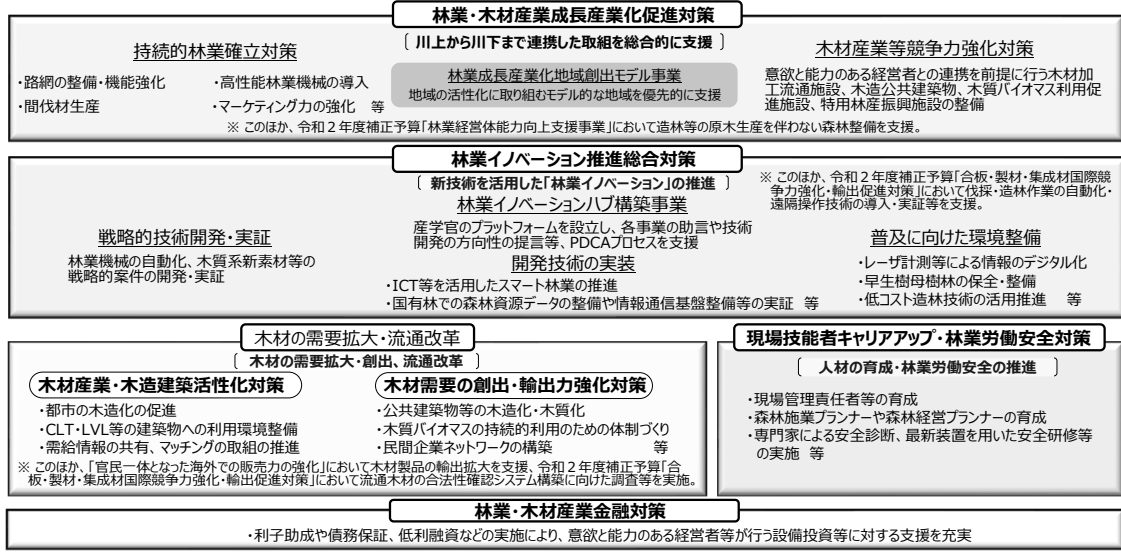 林業・木材産業成長産業化促進対策
〔 川上から川下まで連携した取組を総合的に支援 〕
持続的林業確立対策
・路網の整備・機能強化
・高性能林業機械の導入
・間伐材生産
・マーケティング力の強化 等
林業成長産業化地域創出モデル事業
地域の活性化に取り組むモデル的な地域を優先的に支援
木材産業等競争力強化対策
意欲と能力のある経営者との連携を前提に行う木材加
工流通施設、木造公共建築物、木質バイオマス利用促
進施設、特用林産振興施設の整備
※ このほか、令和2年度補正予算「林業経営体能力向上支援事業」において造林等の原木生産を伴わない森林整備を支援。
林業イノベーション推進総合対策
〔 新技術を活用した「林業イノベーション」の推進 〕
※ このほか、令和2年度補正予算「合板・製材・集成材国際競
争力強化・輸出促進対策」において伐採・造林作業の自動化・
遠隔操作技術の導入・実証等を支援。
林業イノベーションハブ構築事業
産学官のプラットフォームを設立し、各事業の助言や技術
開発の方向性の提言等、PDCAプロセスを支援
戦略的技術開発・実証
林業機械の自動化、木質系新素材等の
戦略的案件の開発・実証
開発技術の実装
・ICT等を活用したスマート林業の推進
・国有林での森林資源データの整備や情報通信基盤整備等の実証 等
普及に向けた環境整備
・レーザ計測等による情報のデジタル化
・早生樹母樹林の保全・整備
・低コスト造林技術の活用推進 等
木材の需要拡大・流通改革
〔 木材の需要拡大・創出、流通改革 〕
木材産業・木造建築活性化対策
・都市の木造化の促進
・CLT・LVL等の建築物への利用環境整備
・需給情報の共有、マッチングの取組の推進
木材需要の創出・輸出力強化対策
・公共建築物等の木造化・木質化
・木質バイオマスの持続的利用のための体制づくり
・民間企業ネットワークの構築 等
※ このほか、「官民一体となった海外での販売力の強化」において木材製品の輸出拡大を支援、令和2年度補正予算「合
板・製材・集成材国際競争力強化・輸出促進対策」において流通木材の合法性確認システム構築に向けた調査等を実施。
現場技能者キャリアアップ・林業労働安全対策
〔 人材の育成・林業労働安全の推進 〕
・現場管理責任者等の育成
・森林施業プランナーや森林経営プランナーの育成
・専門家による安全診断、最新装置を用いた安全研修等
の実施 等
林業・木材産業金融対策
・利子助成や債務保証、低利融資などの実施により、意欲と能力のある経営者等が行う設備投資等に対する支援を充実